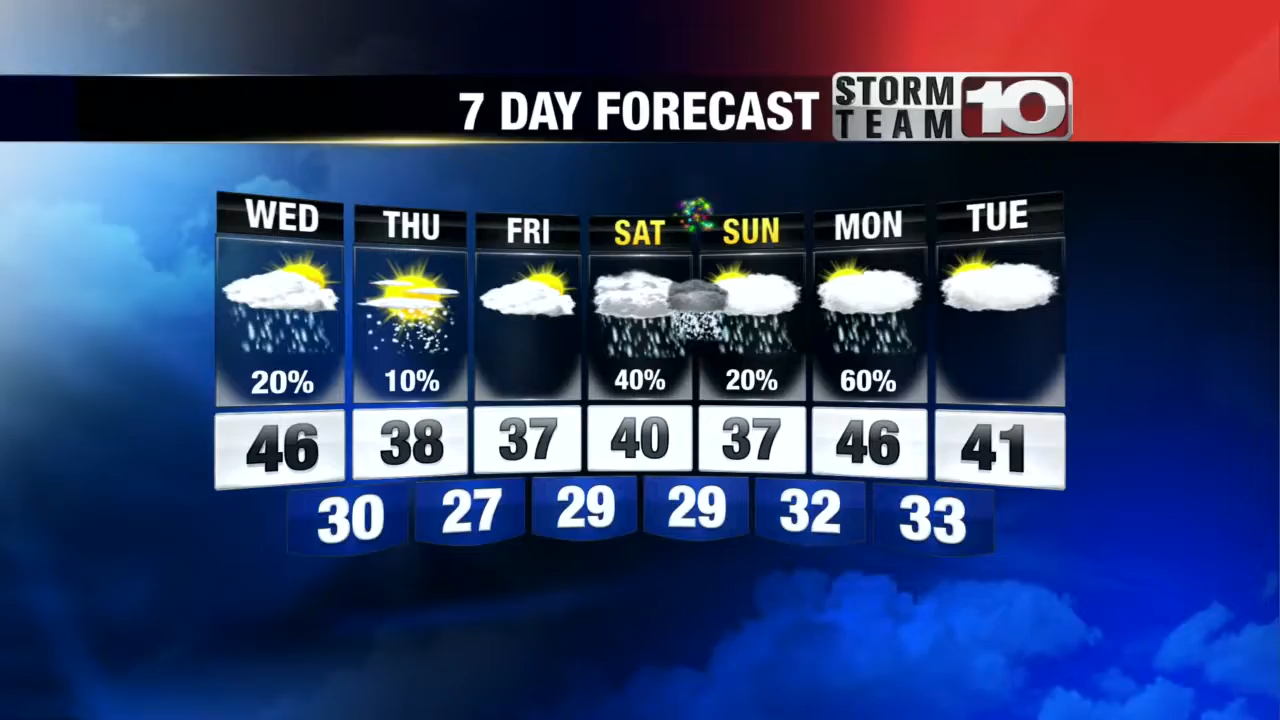 7 DAY FORECAST
STORM TEAM 10
WED THU FRI SAT SUN MON TUE
20% 10% 40% 20% 60%
46 38 37 40 37 46 41
30 27 29 29 32 33